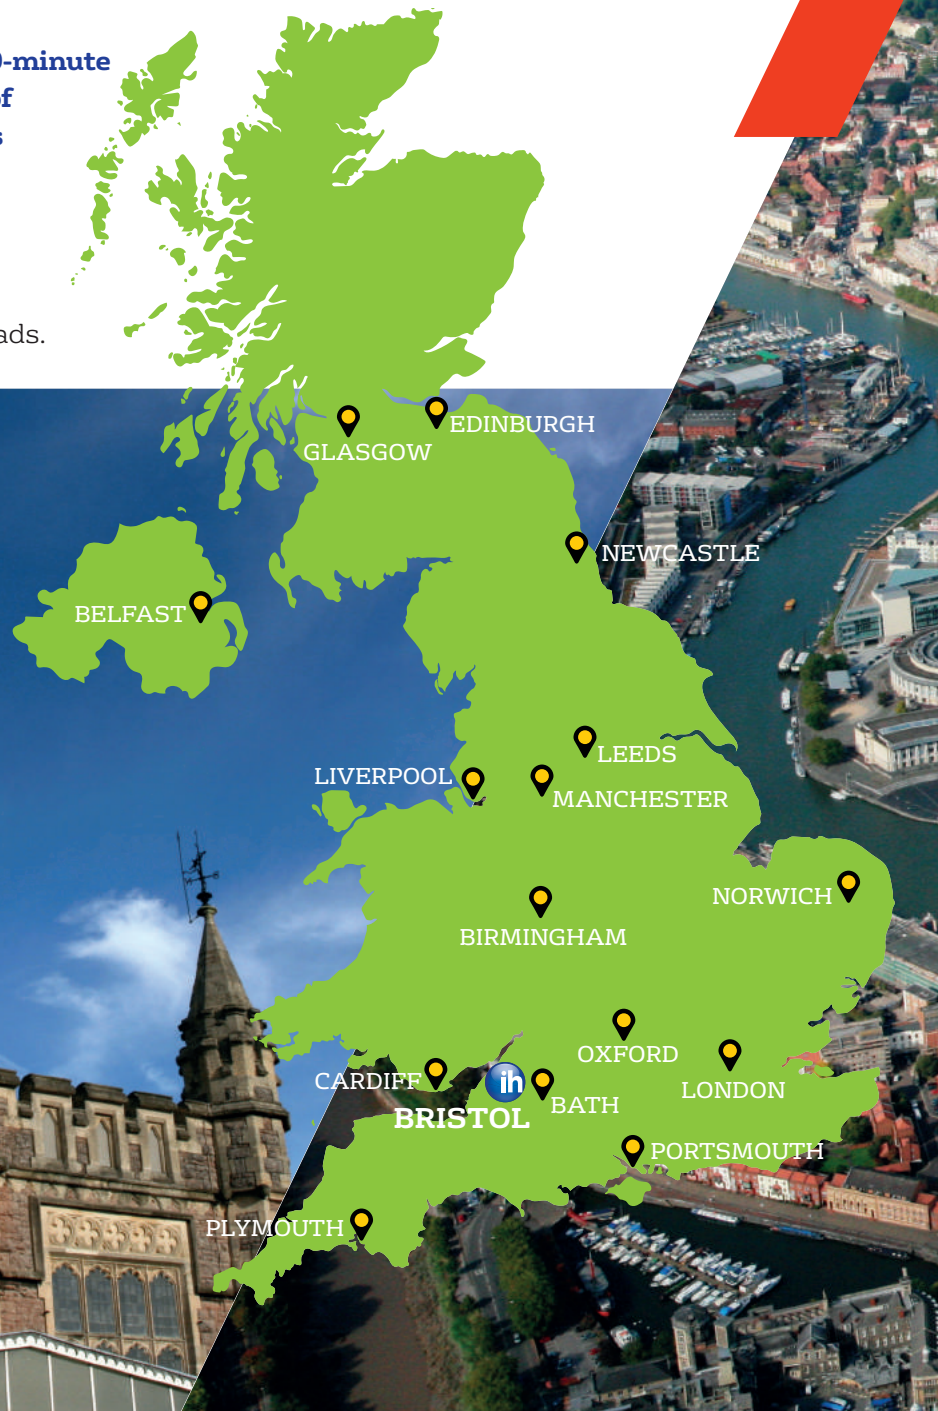 -minute
of
s
ads.
EDINBURGH
GLASGOW
NEWCASTLE
BELFAST
LEEDS
LIVERPOOL
MANCHESTER
NORWICH
BIRMINGHAM
OXFORD
CARDIFF
ih
LONDON
BATH
BRISTOL
PORTSMOUTH
PLYMOUTH